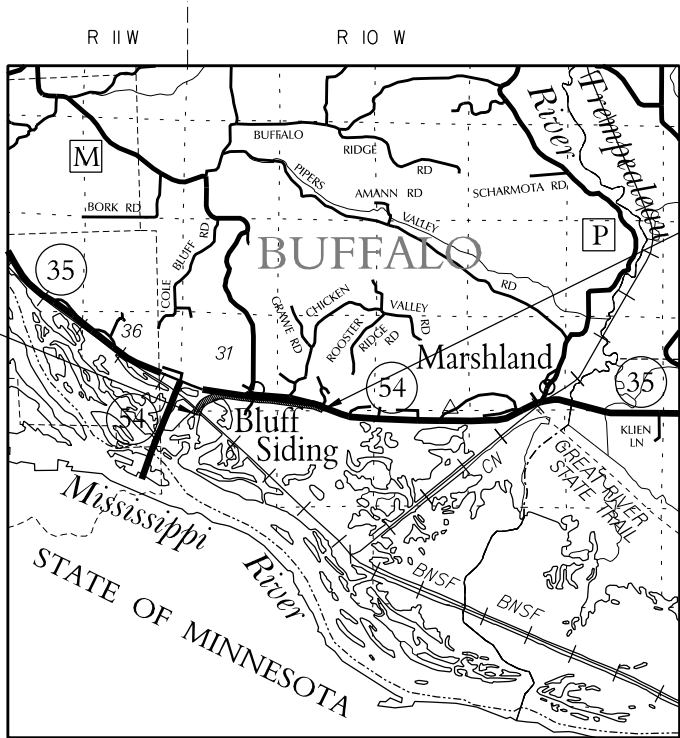 R 11 W
R 10 W
BUFFALO
RIDGE
RD
M
PIPERS
VALLEY
RD
AMANN RD
SCHARMOTA RD
River
Trempealeau
BORK RD
P
BUFFALO
COLE
BLUFF
RD
35
36
31
GRAWE RD
CHICKEN
VALLEY
RD
ROOSTER
RIDGE
RD
54
Marshland
35
54
Bluff
Siding
KLIEN
LN
CN
GREAT RIVER
STATE TRAIL
Mississippi
River
BNSF
BNSF
STATE OF MINNESOTA